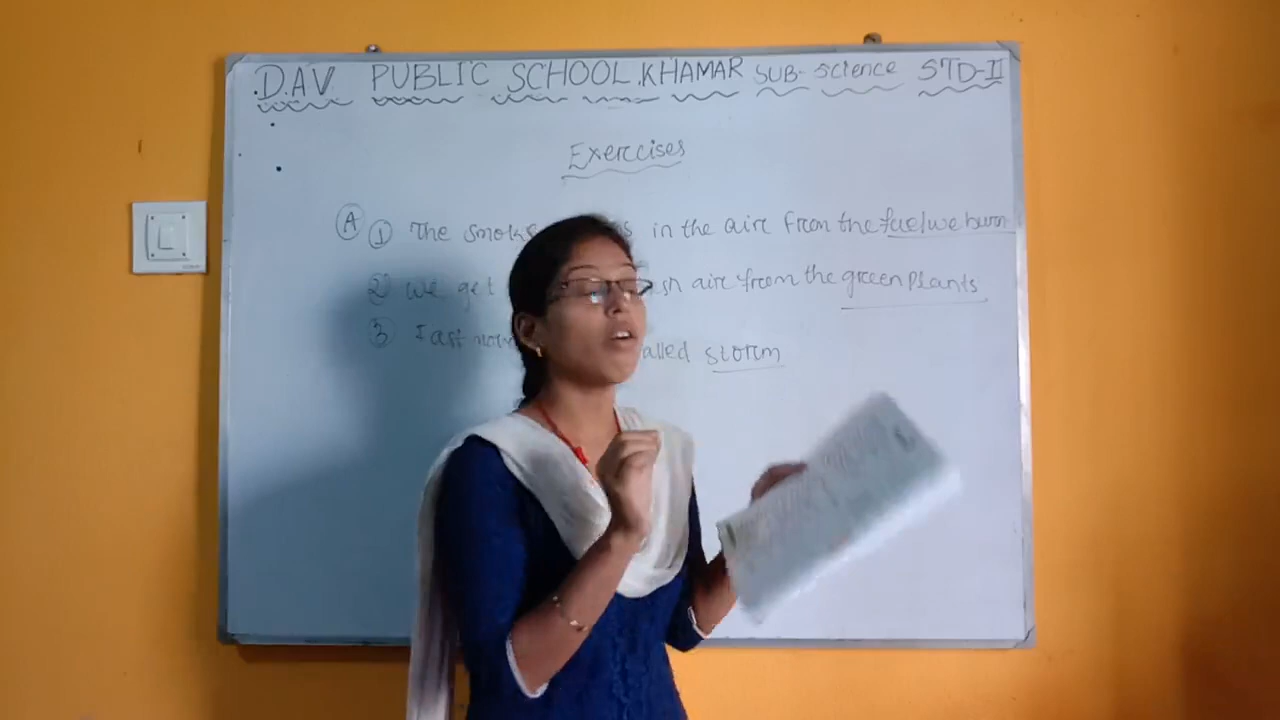 D.AV PUBLIC SCHOOL.KHAMAR SUB- Science STD-II
Exercises
A 1 The smoke in the air from the fuel we burn
2 we get air from the green plants
3 Fast storm